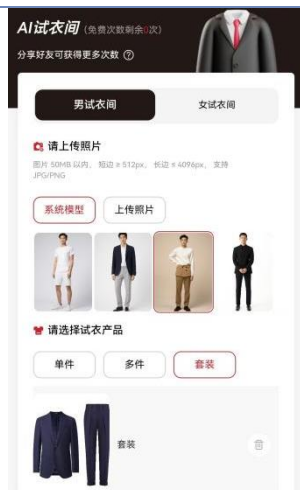 AI试衣间 (免费次数剩余0次)
分享好友可获得更多次数 ?
男试衣间 女试衣间
请上传照片
图片 50MB 以内, 短边 ≥ 512px, 长边 ≤ 4096px, 支持
JPG/PNG
系統模型 上传照片
请选择试衣产品
单件 多件 套装
套装